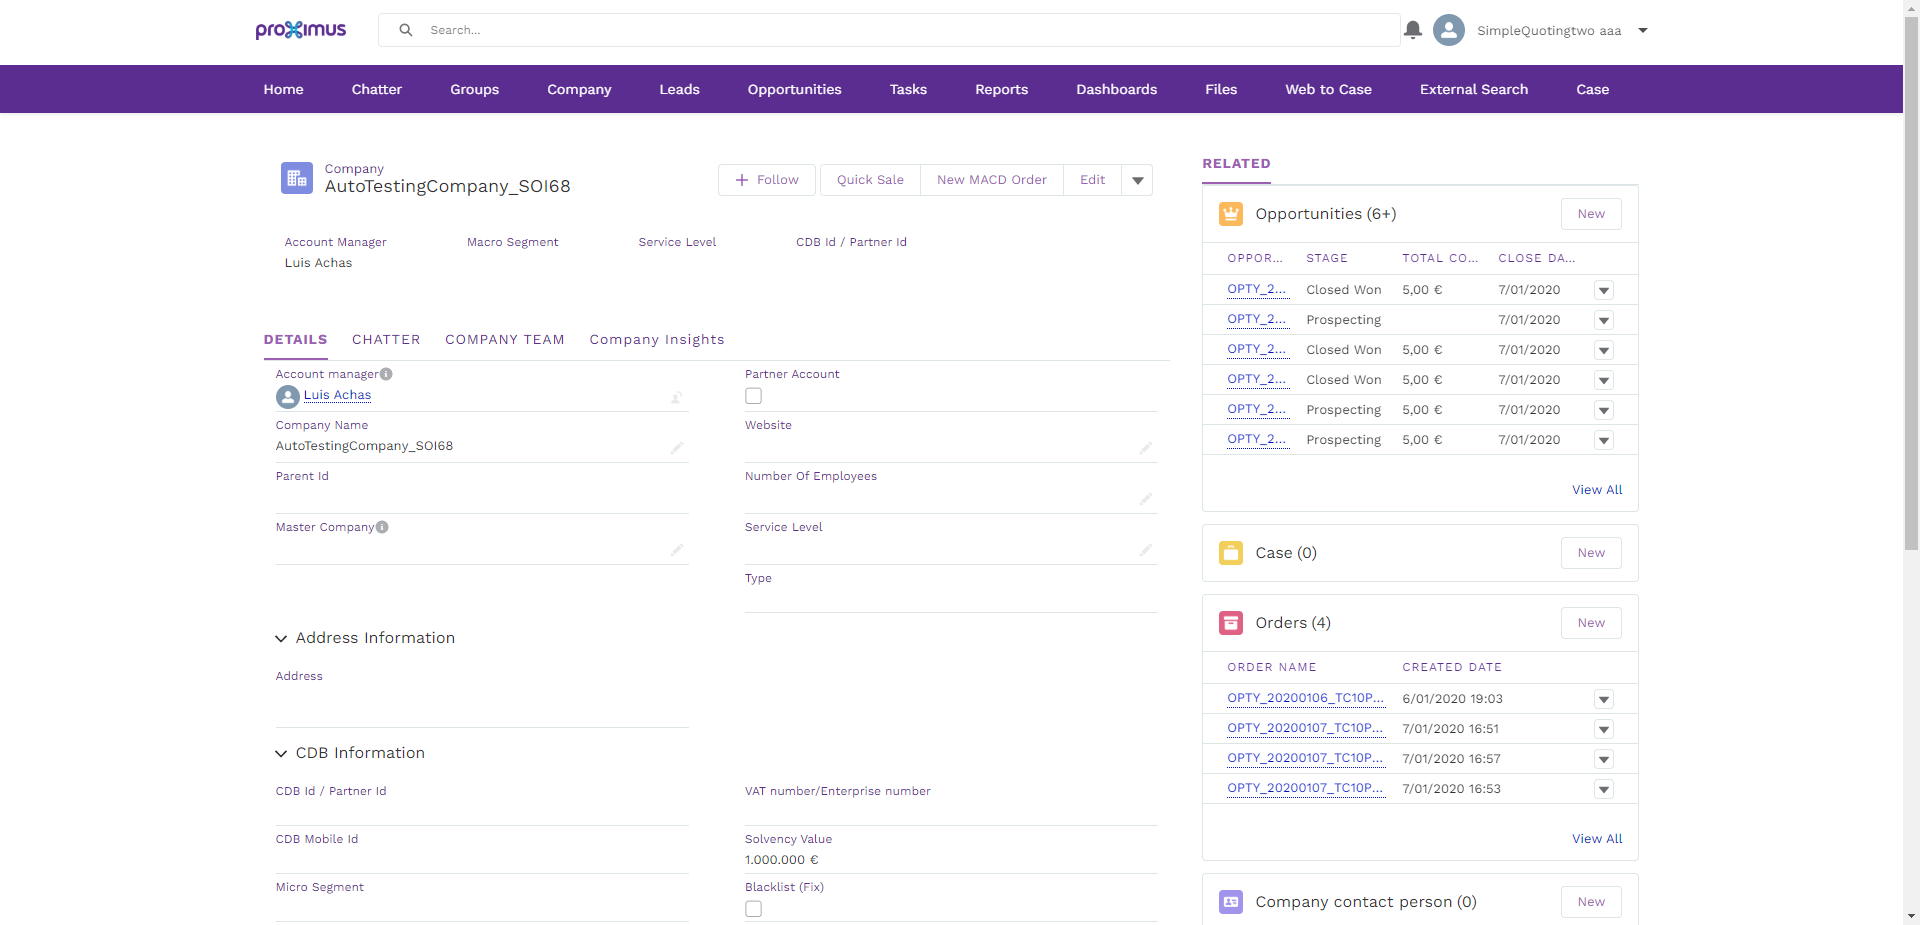 proximus
Search...
SimpleQuotingtwo aaa
Home Chatter Groups Company Leads Opportunities Tasks Reports Dashboards Files Web to Case External Search Case
Company
AutoTestingCompany_SOI68
Follow Quick Sale New MACD Order Edit
Account Manager Macro Segment Service Level CDB Id / Partner Id
Luis Achas
DETAILS CHATTER COMPANY TEAM Company Insights
Account manager Partner Account
Luis Achas
Company Name Website
AutoTestingCompany_SOI68
Parent Id Number Of Employees
Master Company Service Level
Type
Address Information
Address
CDB Information
CDB Id / Partner Id VAT number/Enterprise number
CDB Mobile Id Solvency Value
1.000.000 €
Micro Segment Blacklist (Fix)
RELATED
Opportunities (6+) New
OPPOR... STAGE TOTAL CO... CLOSE DA...
OPTY_2... Closed Won 5,00 € 7/01/2020
OPTY_2... Prospecting 7/01/2020
OPTY_2... Closed Won 5,00 € 7/01/2020
OPTY_2... Closed Won 5,00 € 7/01/2020
OPTY_2... Prospecting 5,00 € 7/01/2020
OPTY_2... Prospecting 5,00 € 7/01/2020
View All
Case (0) New
Orders (4) New
ORDER NAME CREATED DATE
OPTY_20200106_TC10P... 6/01/2020 19:03
OPTY_20200107_TC10P... 7/01/2020 16:51
OPTY_20200107_TC10P... 7/01/2020 16:57
OPTY_20200107_TC10P... 7/01/2020 16:53
View All
Company contact person (0) New